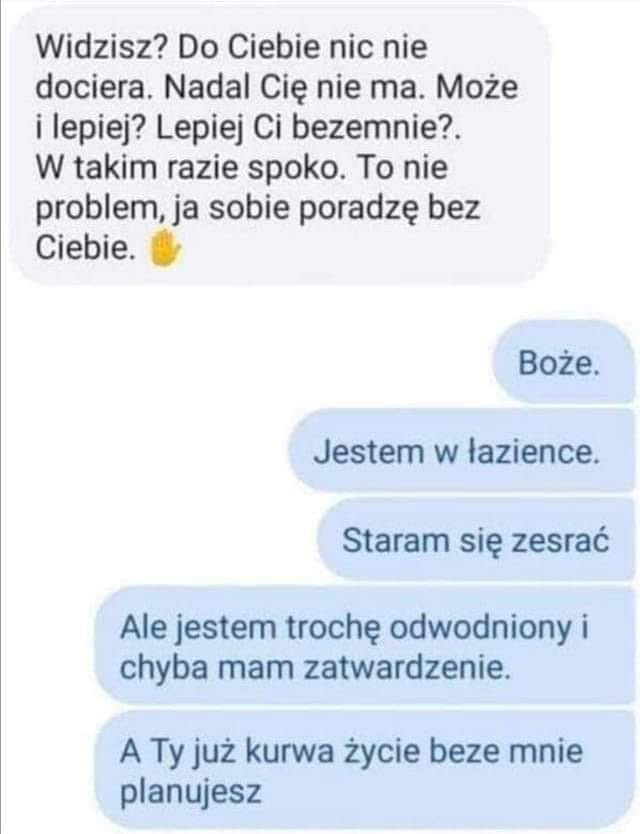 Widzisz? Do Ciebie nic nie
dociera. Nadal Cię nie ma. Może
i lepiej? Lepiej Ci bezemnie?.
W takim razie spoko. To nie
problem, ja sobie poradzę bez
Ciebie. ✋
Boże.
Jestem w łazience.
Staram się zesrać
Ale jestem trochę odwodniony i
chyba mam zatwardzenie.
A Ty już kurwa życie beze mnie
planujesz